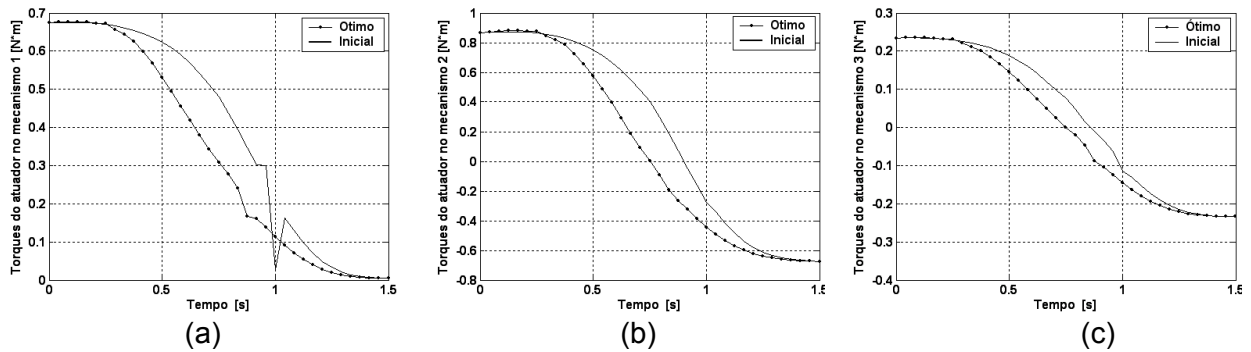 Torques do atuador no mecanismo 1 [N*m]
0.7
0.6
0.5
0.4
0.3
0.2
0.1
0
0
0.5
1
1.5
Tempo [s]
Otimo
Inicial
(a)
Torques do atuador no mecanismo 2 [N*m]
1
0.8
0.6
0.4
0.2
0
-0.2
-0.4
-0.6
-0.8
0
0.5
1
1.5
Tempo [s]
Otimo
Inicial
(b)
Torques do atuador no mecanismo 3 [N*m]
0.3
0.2
0.1
0
-0.1
-0.2
-0.3
-0.4
0
0.5
1
1.5
Tempo [s]
Ótimo
Inicial
(c)